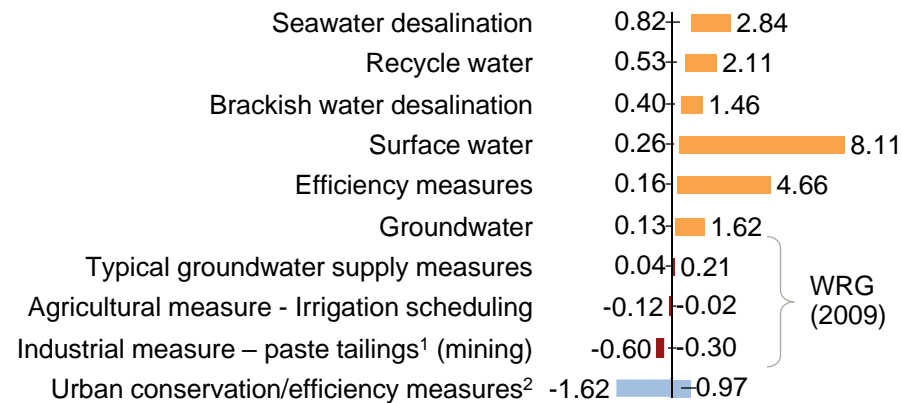 Seawater desalination 0.82 2.84
Recycle water 0.53 2.11
Brackish water desalination 0.40 1.46
Surface water 0.26 8.11
Efficiency measures 0.16 4.66
Groundwater 0.13 1.62
Typical groundwater supply measures 0.04 0.21
Agricultural measure - Irrigation scheduling -0.12 -0.02
Industrial measure – paste tailings¹ (mining) -0.60 -0.30
Urban conservation/efficiency measures² -1.62 0.97
WRG
(2009)